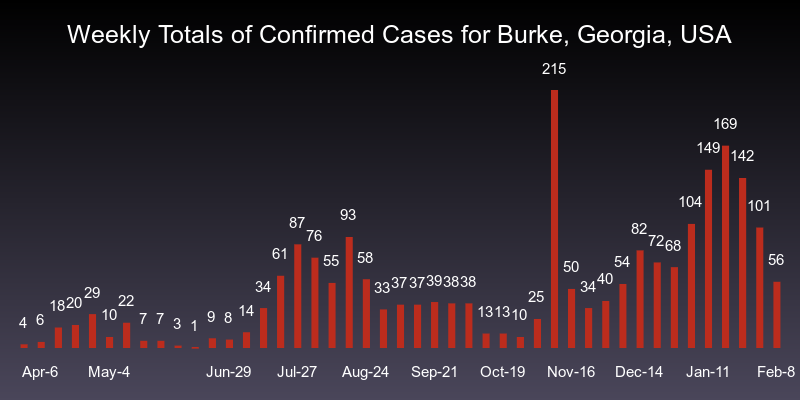 Weekly Totals of Confirmed Cases for Burke, Georgia, USA
4 6 18 20 29 10 22 7 7 3 1 9 8 14 34 61 87 76 55 93 58 33 37 37 39 38 38 13 13 10 25 215 50 34 40 54 82 72 68 104 149 169 142 101 56
Apr-6 May-4 Jun-29 Jul-27 Aug-24 Sep-21 Oct-19 Nov-16 Dec-14 Jan-11 Feb-8